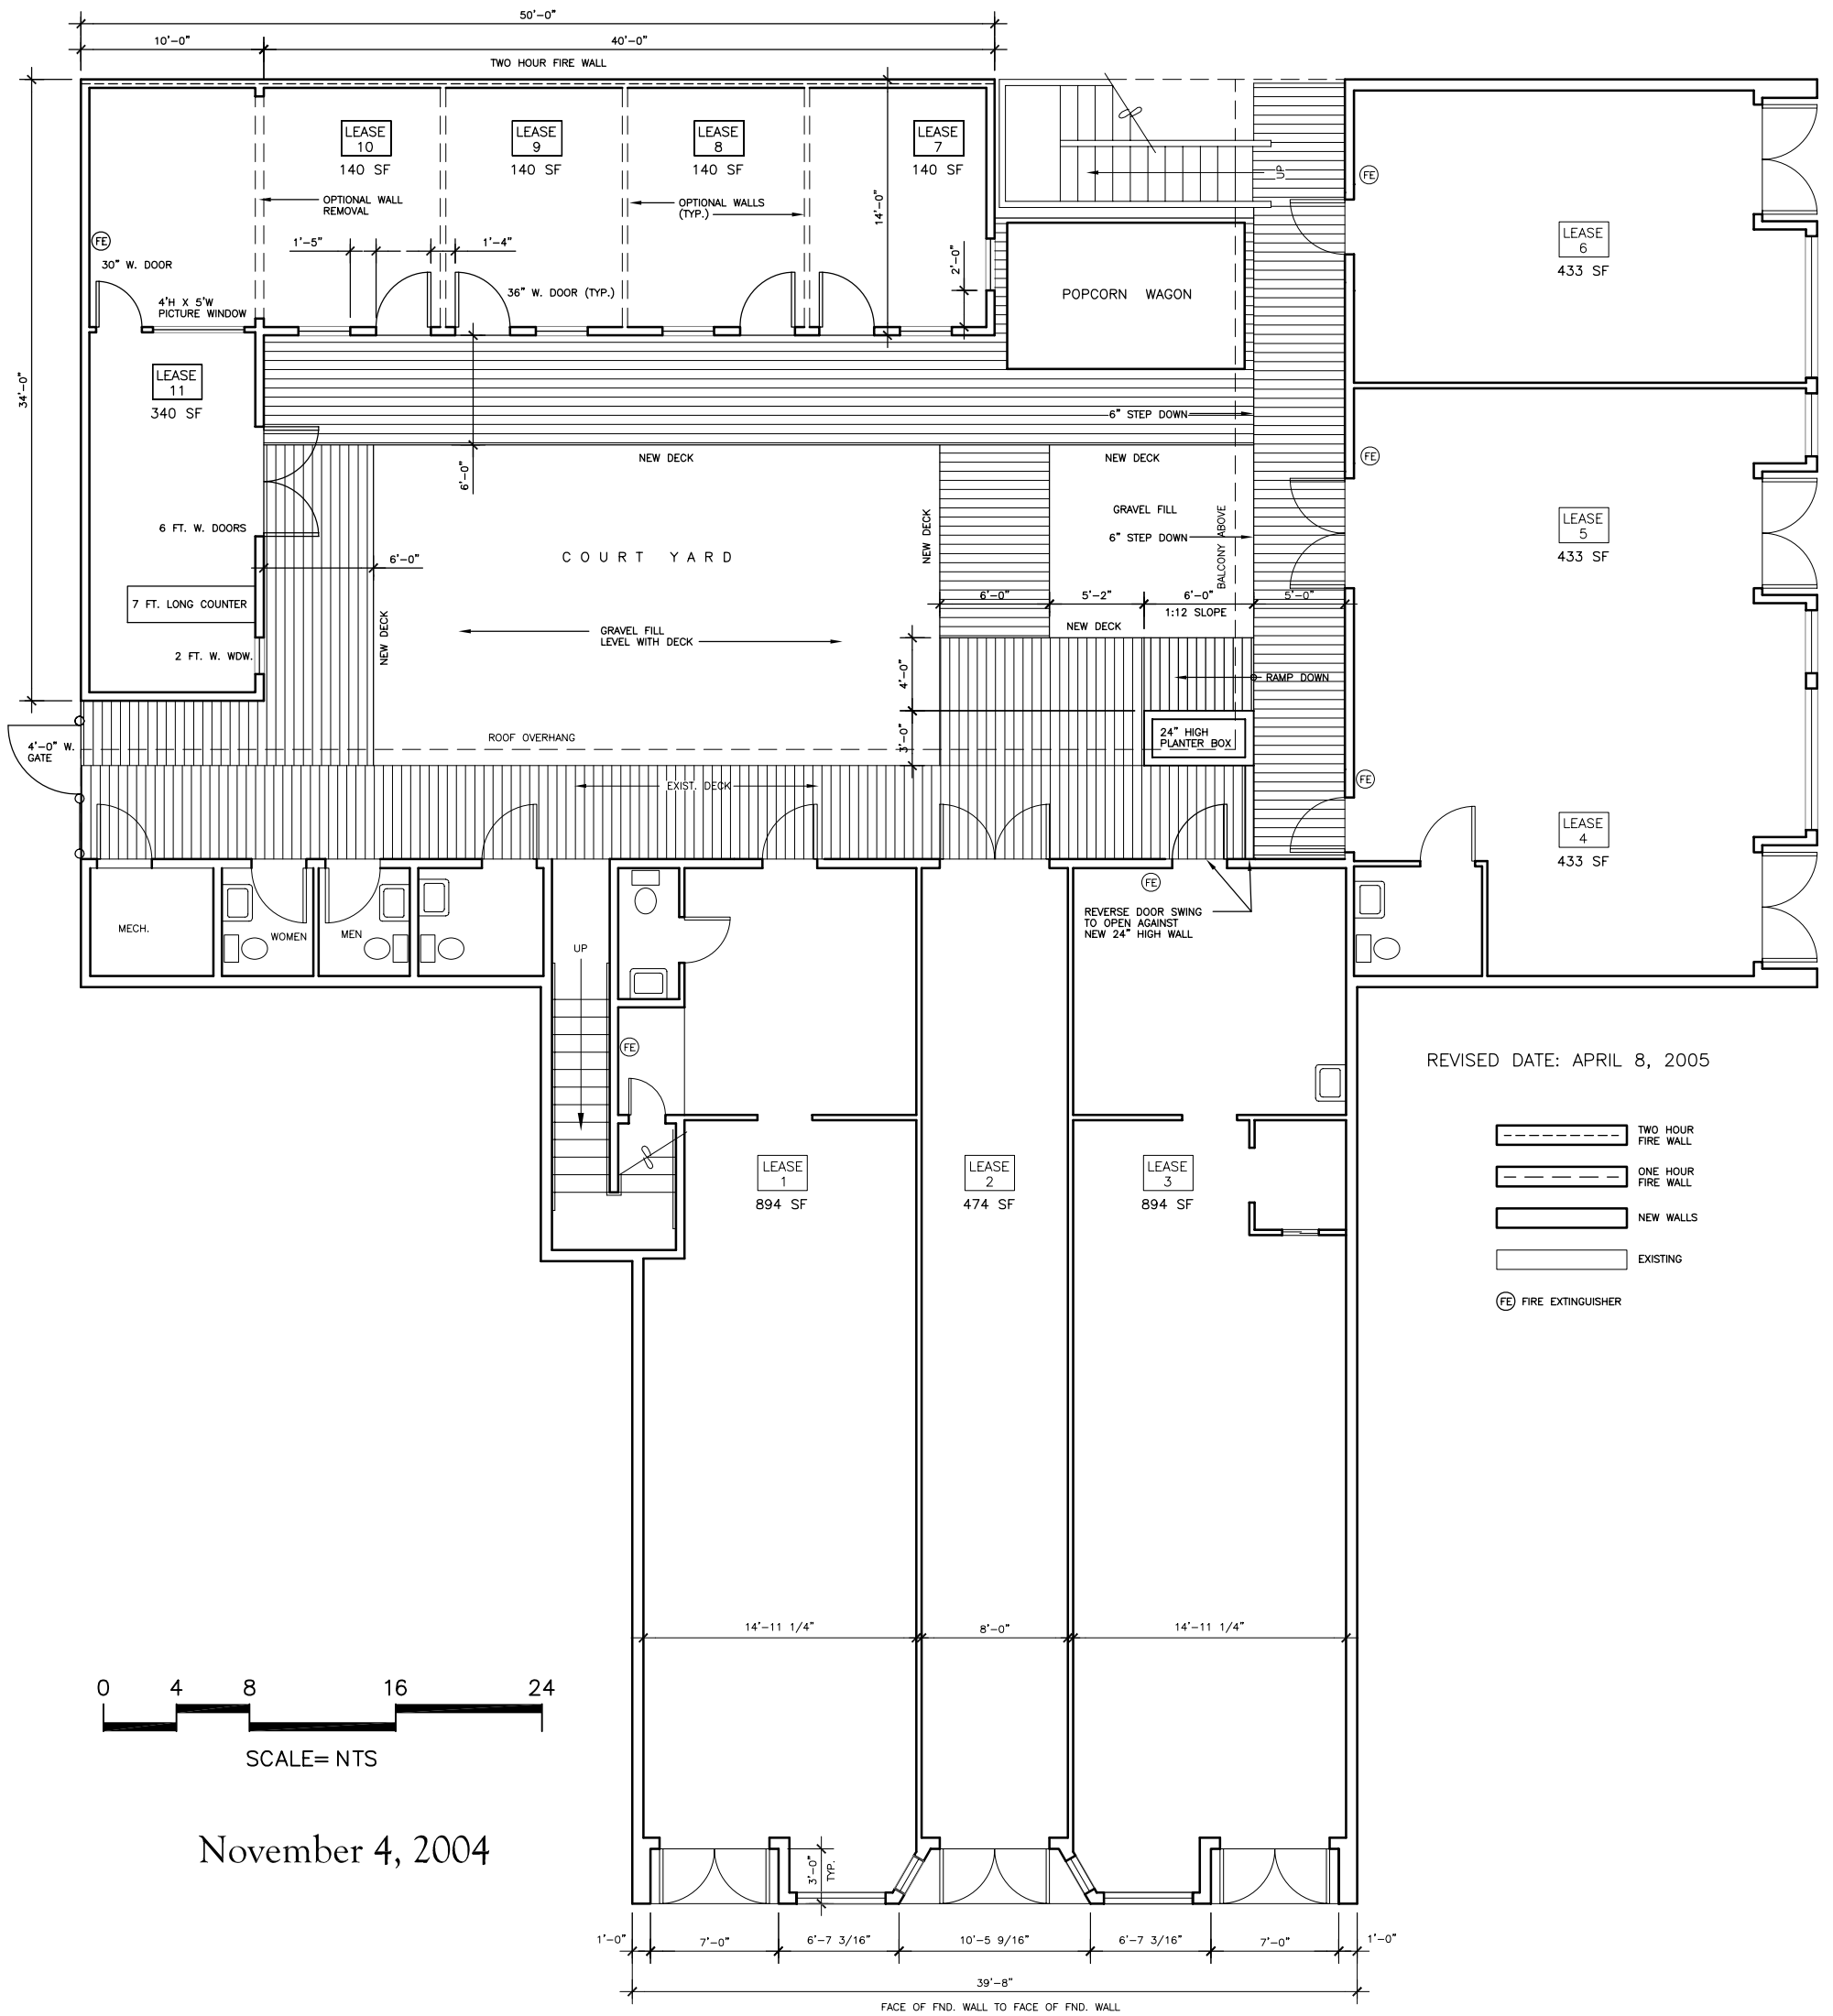 50'-0"
10'-0"
40'-0"
TWO HOUR FIRE WALL
LEASE
10
140 SF
LEASE
9
140 SF
LEASE
8
140 SF
LEASE
7
140 SF
OPTIONAL WALL
REMOVAL
OPTIONAL WALLS
(TYP.)
14'-0"
UP
FE
LEASE
6
433 SF
FE
1'-5"
1'-4"
2'-0"
30" W. DOOR
36" W. DOOR (TYP.)
4'H X 5'W
PICTURE WINDOW
POPCORN WAGON
34'-0"
LEASE
11
340 SF
6" STEP DOWN
6'-0"
NEW DECK
NEW DECK
FE
GRAVEL FILL
6" STEP DOWN
BALCONY ABOVE
NEW DECK
LEASE
5
433 SF
6 FT. W. DOORS
COURT YARD
6'-0"
7 FT. LONG COUNTER
NEW DECK
6'-0"
5'-2"
6'-0"
5'-0"
1:12 SLOPE
NEW DECK
GRAVEL FILL
LEVEL WITH DECK
2 FT. W. WDW.
4'-0"
RAMP DOWN
3'-0"
24" HIGH
PLANTER BOX
ROOF OVERHANG
4'-0" W.
GATE
EXIST. DECK
FE
LEASE
4
433 SF
FE
REVERSE DOOR SWING
TO OPEN AGAINST
NEW 24" HIGH WALL
MECH.
WOMEN
MEN
UP
FE
REVISED DATE: APRIL 8, 2005
TWO HOUR
FIRE WALL
ONE HOUR
FIRE WALL
NEW WALLS
EXISTING
FE FIRE EXTINGUISHER
LEASE
1
894 SF
LEASE
2
474 SF
LEASE
3
894 SF
14'-11 1/4"
8'-0"
14'-11 1/4"
0 4 8 16 24
SCALE= NTS
November 4, 2004
3'-0"
TYP.
1'-0"
7'-0"
6'-7 3/16"
10'-5 9/16"
6'-7 3/16"
7'-0"
1'-0"
39'-8"
FACE OF FND. WALL TO FACE OF FND. WALL